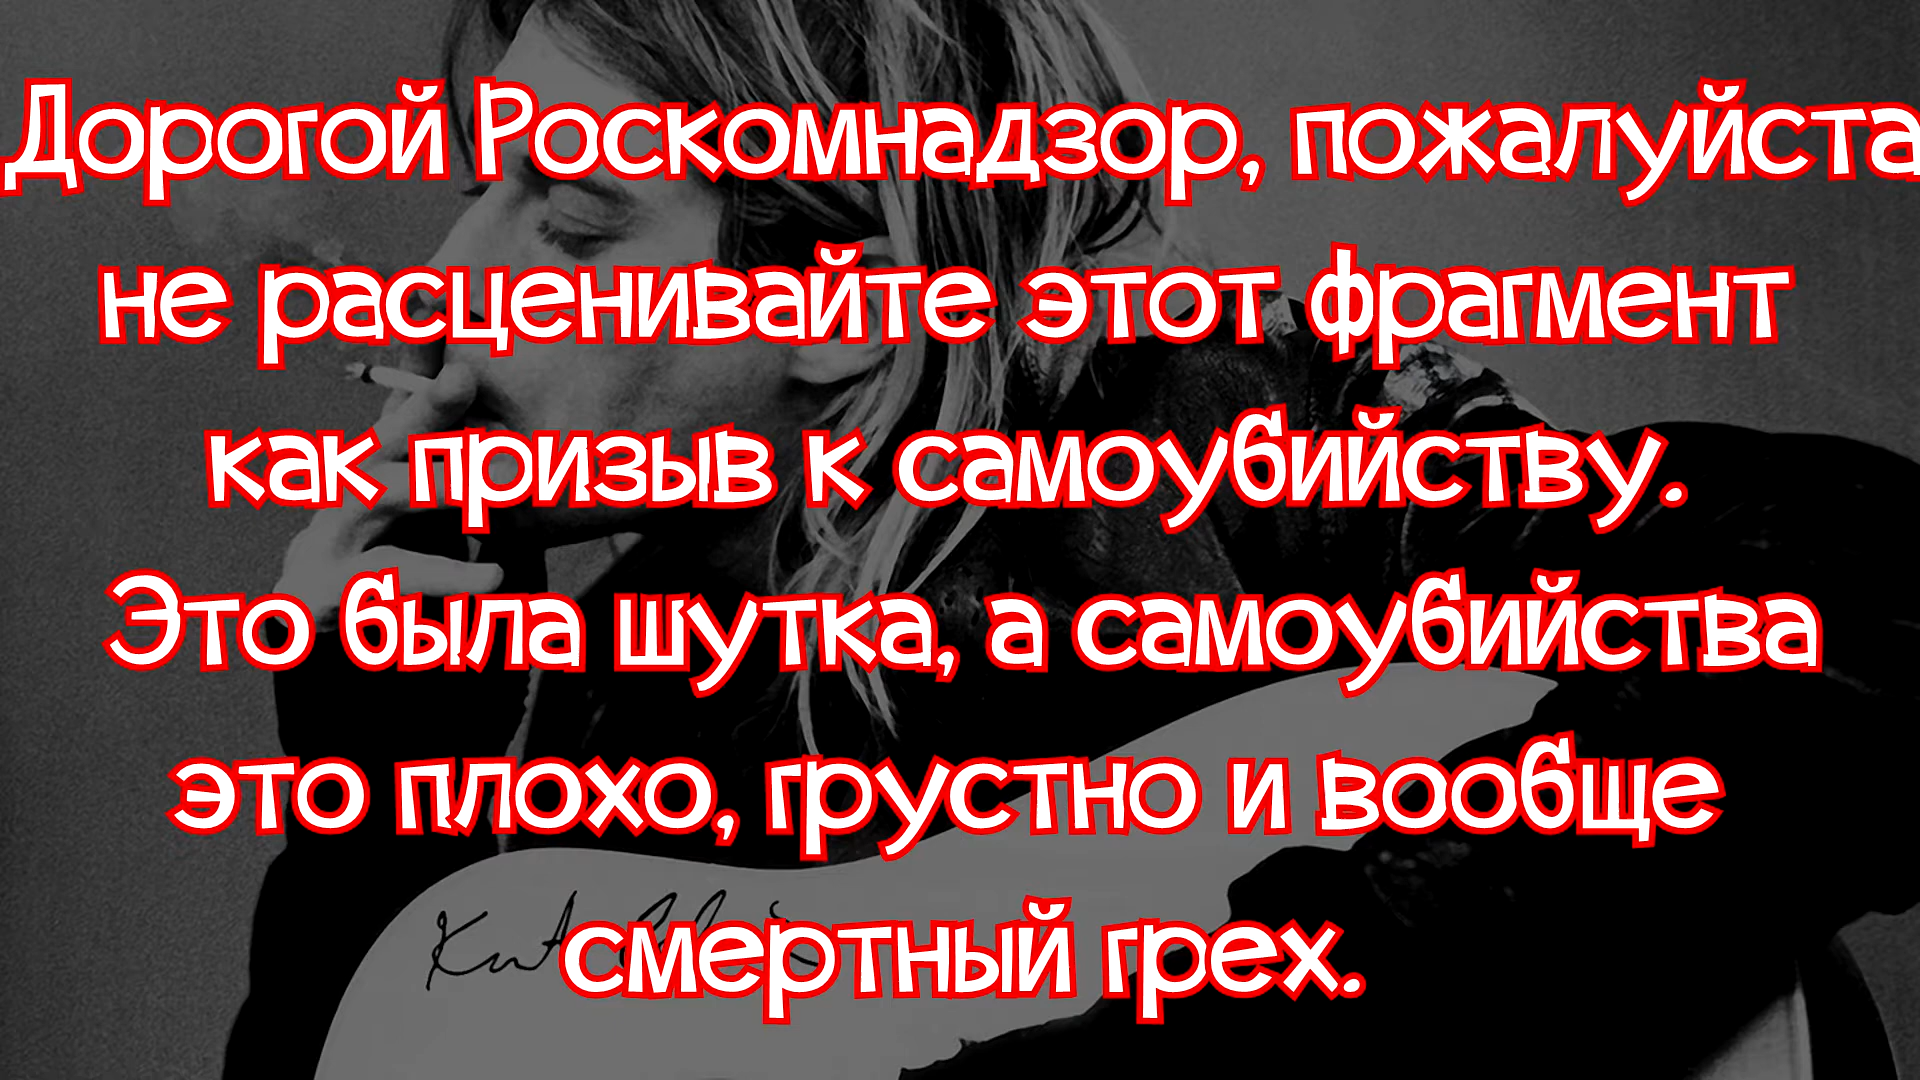 Дорогой Роскомнадзор, пожалуйста
не расценивайте этот фрагмент
как призыв к самоубийству.
Это была шутка, а самоубийства
это плохо, грустно и вообще
смертный грех.